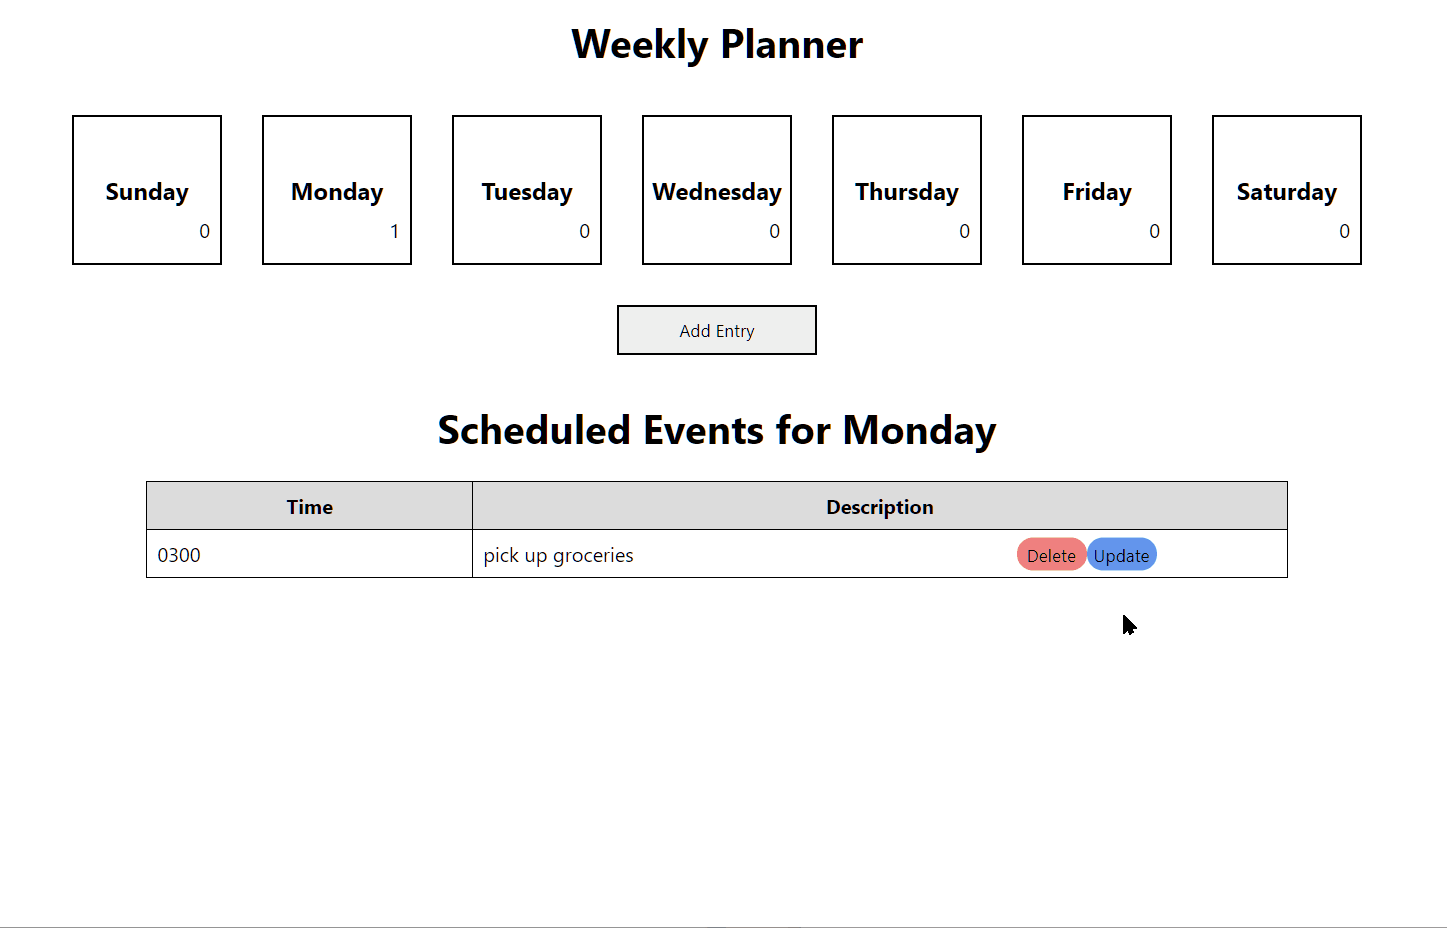 Weekly Planner
Sunday Monday Tuesday Wednesday Thursday Friday Saturday
0 1 0 0 0 0 0
Add Entry
Scheduled Events for Monday
Time Description
0300 pick up groceries Delete Update